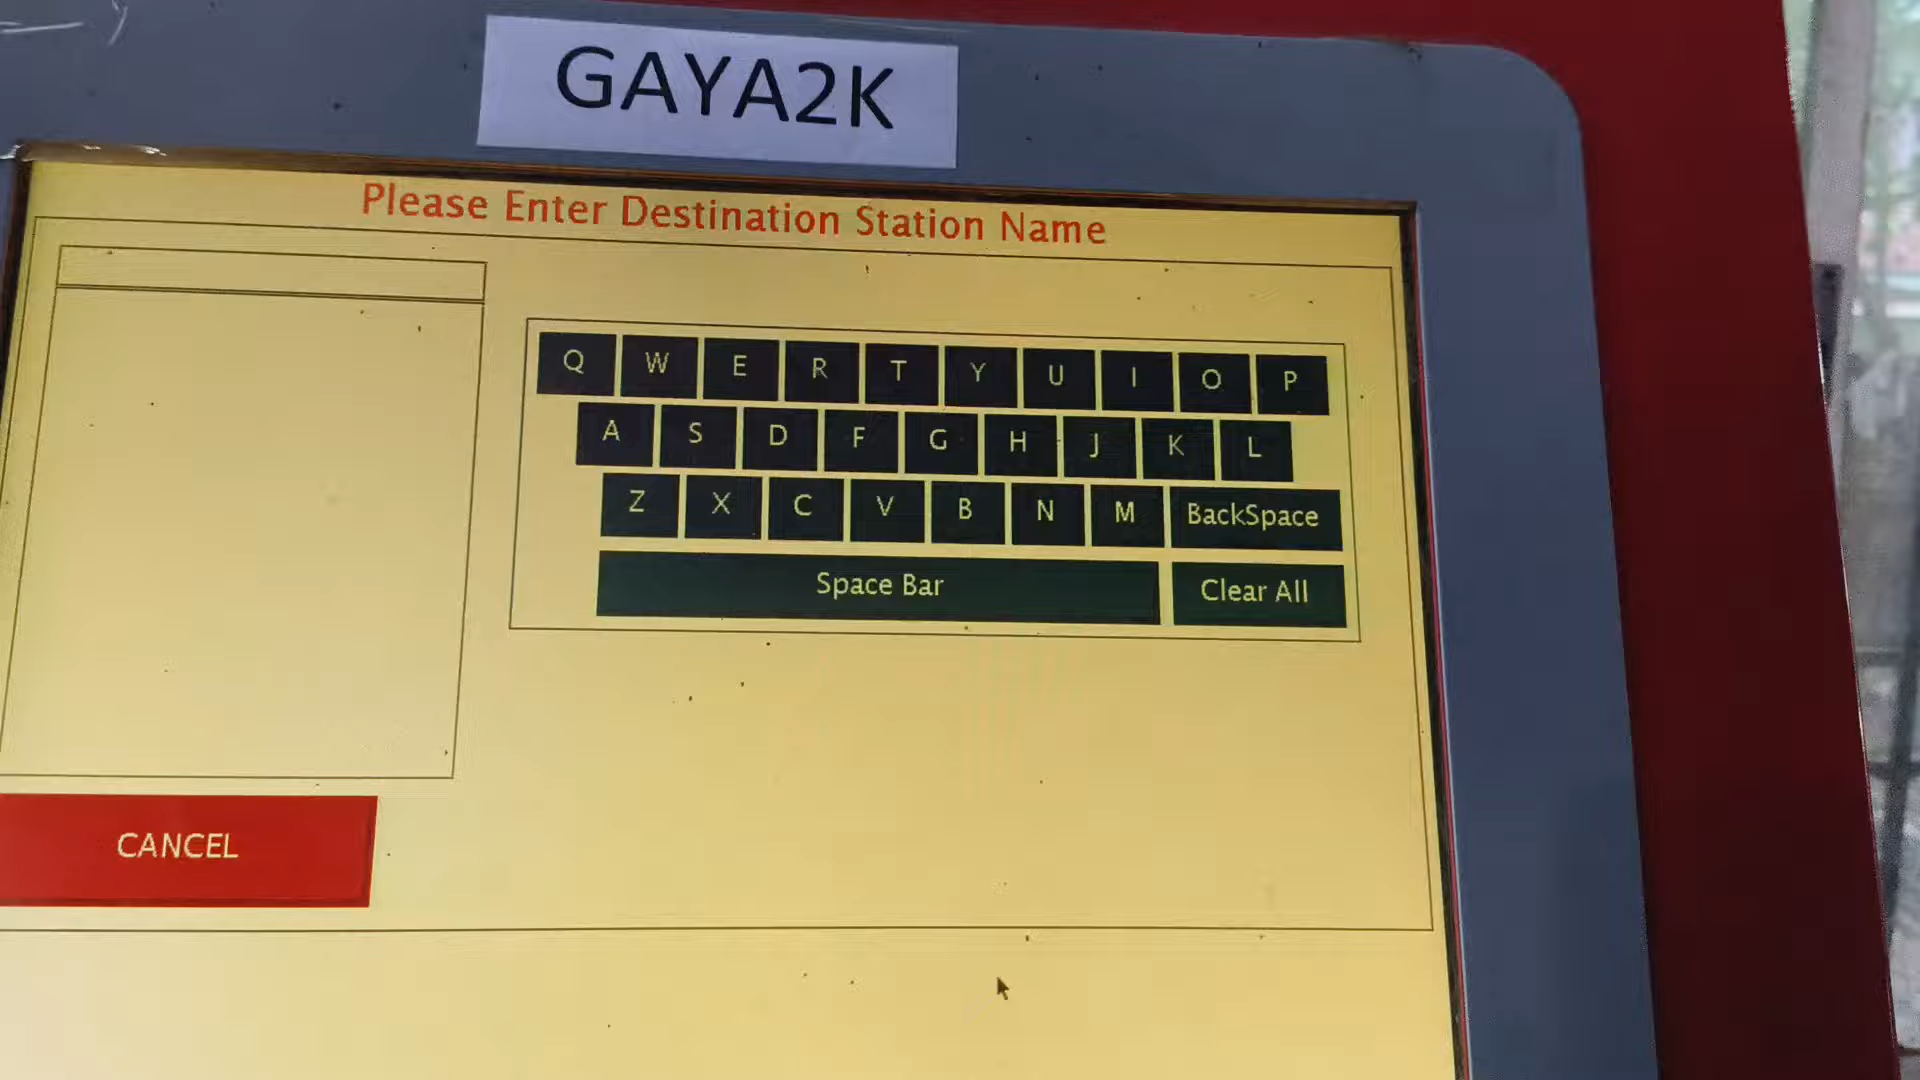 GAYA2K
Please Enter Destination Station Name
Q W E R T Y U I O P
A S D F G H J K L
Z X C V B N M BackSpace
Space Bar Clear All
CANCEL